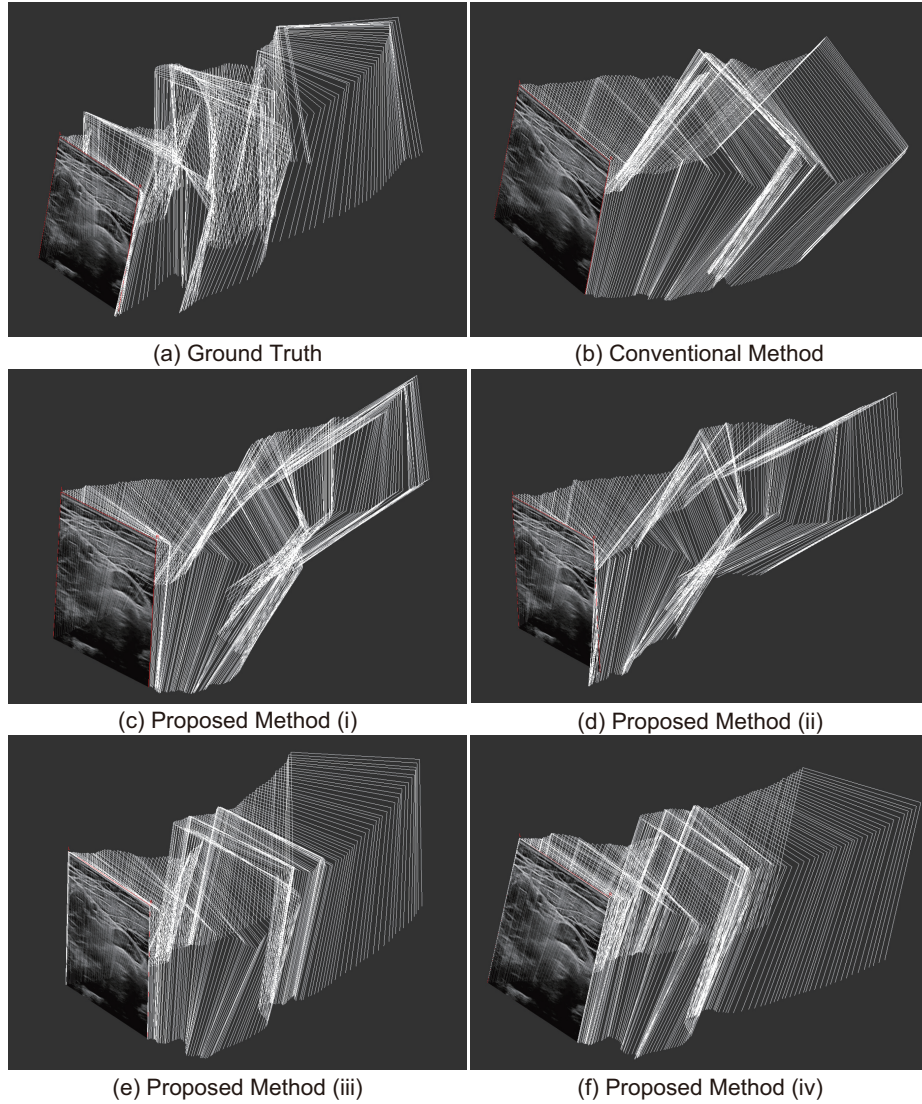 (a) Ground Truth
(b) Conventional Method
(c) Proposed Method (i)
(d) Proposed Method (ii)
(e) Proposed Method (iii)
(f) Proposed Method (iv)